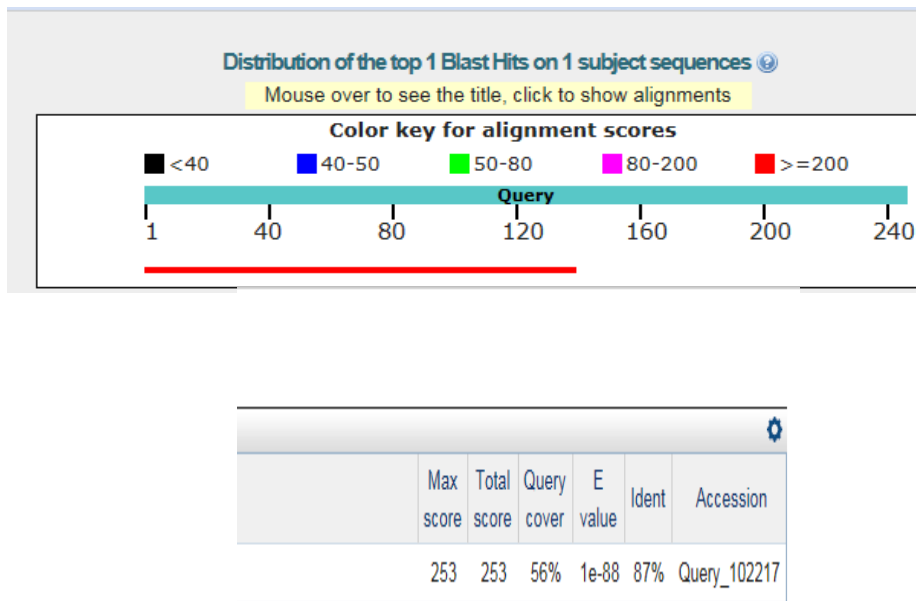 Distribution of the top 1 Blast Hits on 1 subject sequences
Mouse over to see the title, click to show alignments
Color key for alignment scores
<40 40-50 50-80 80-200 >=200
Query
1 40 80 120 160 200 240
Max score Total score Query cover E value Ident Accession
253 253 56% 1e-88 87% Query_102217